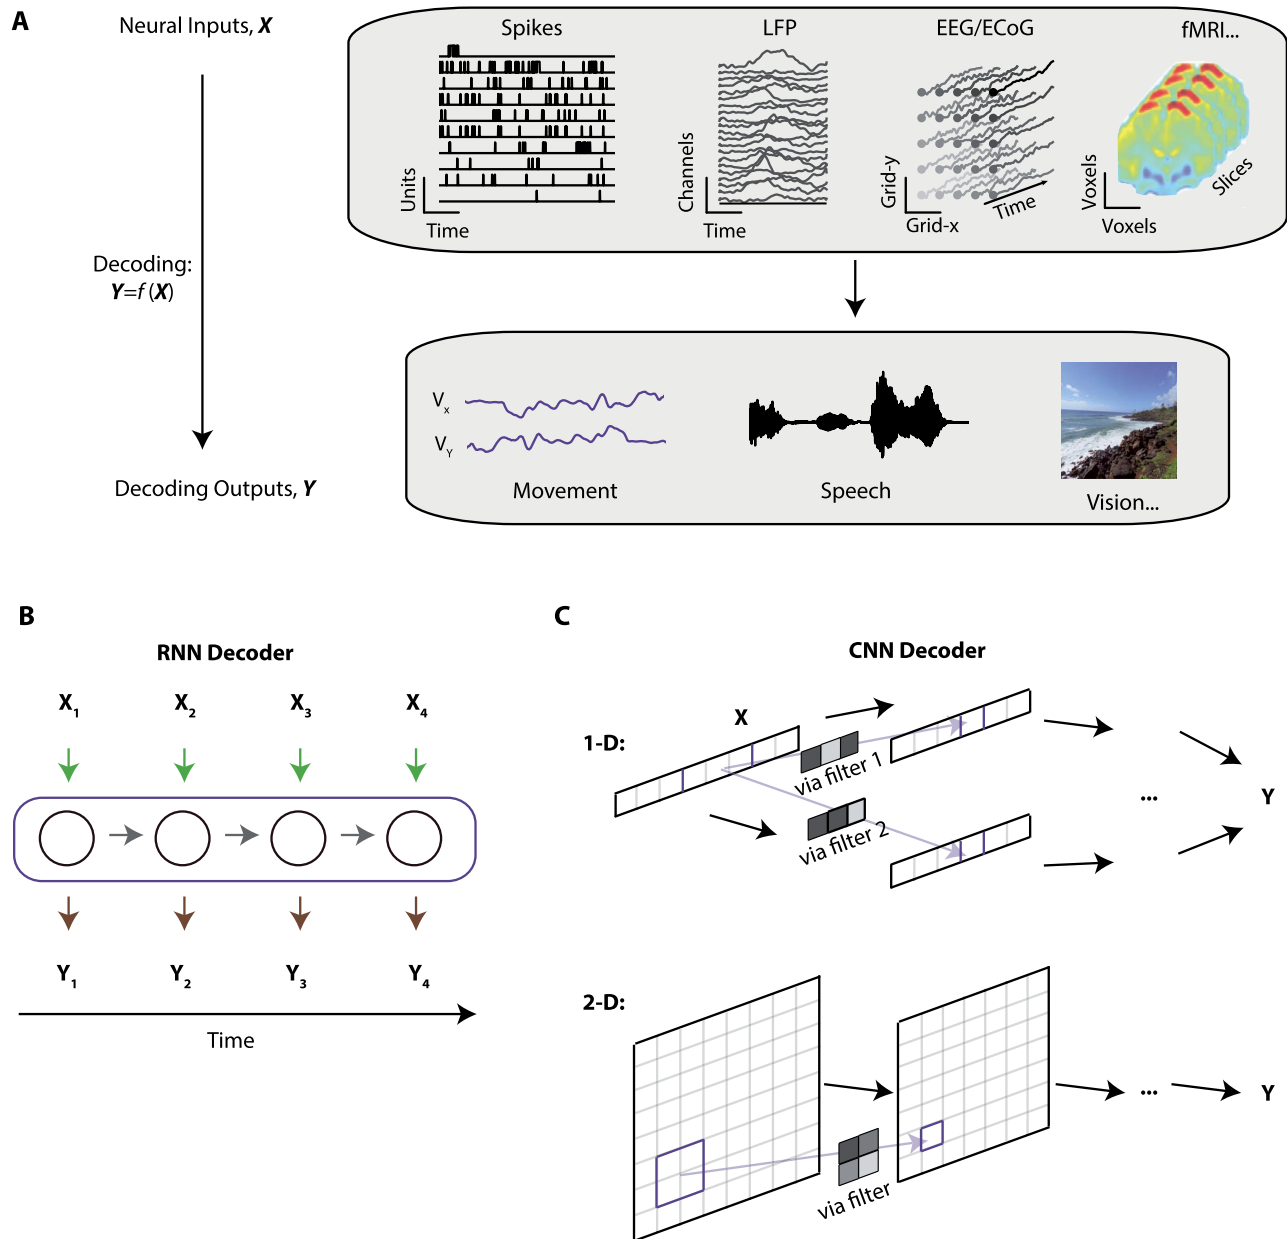 A
Neural Inputs, X
Spikes
LFP
EEG/ECoG
fMRI...
Units
Time
Channels
Time
Grid-y
Grid-x
Time
Voxels
Voxels
Slices
Decoding:
Y=f(X)
Vx
VY
Movement
Speech
Vision...
Decoding Outputs, Y
B
RNN Decoder
X1 X2 X3 X4
Y1 Y2 Y3 Y4
Time
C
CNN Decoder
1-D:
X
via filter 1
via filter 2
...
Y
2-D:
via filter
...
Y